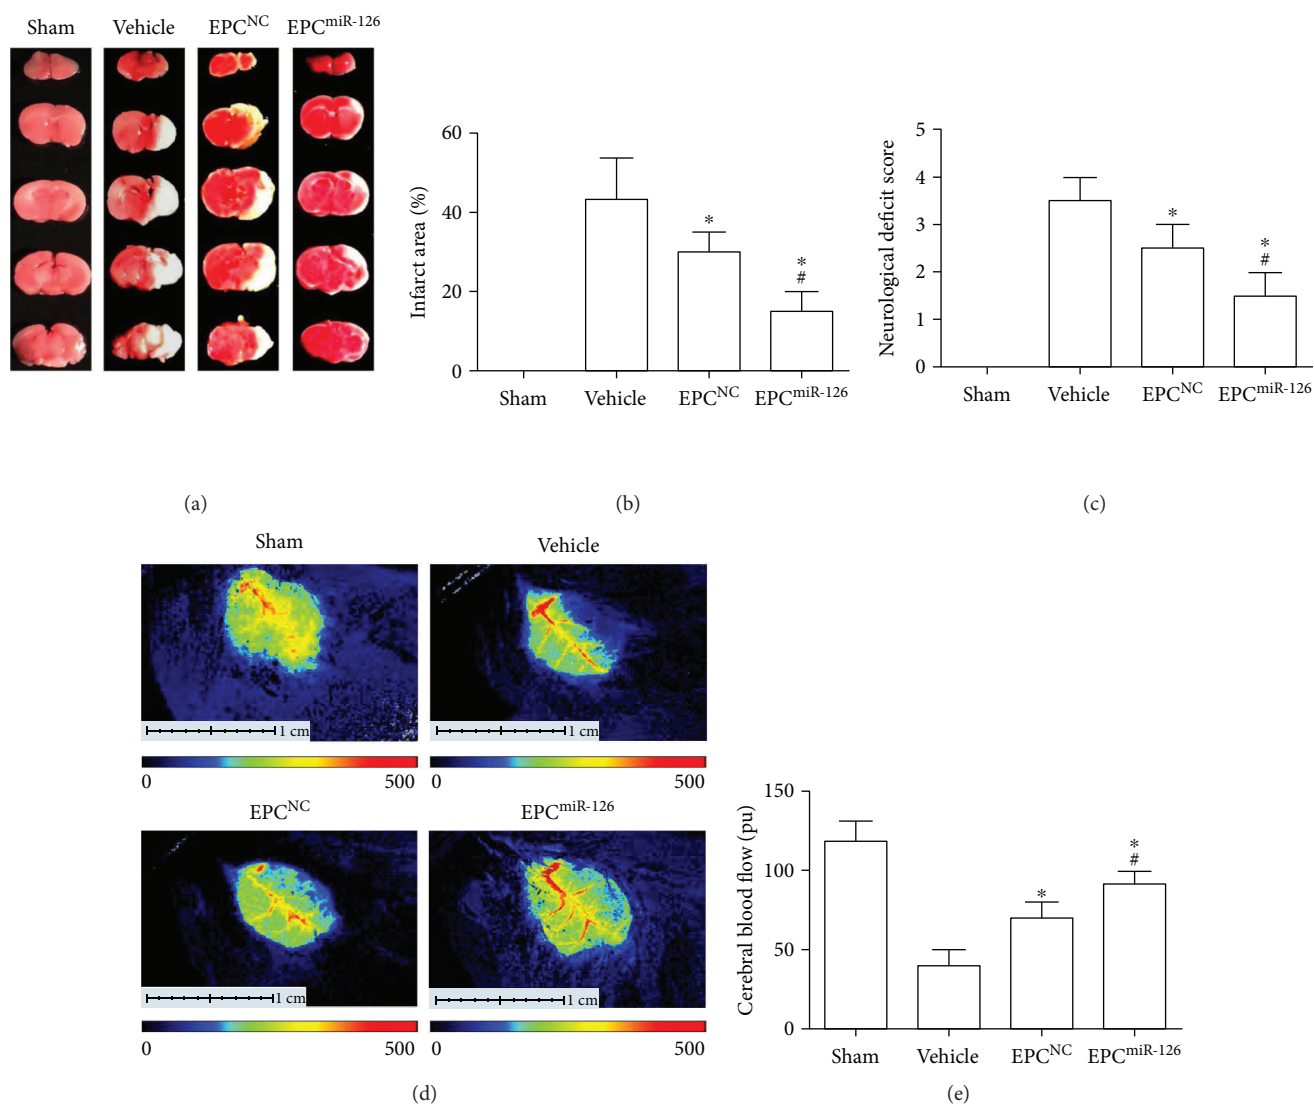 Sham Vehicle EPC^NC EPC^miR-126
(a)
Infarct area (%)
60
40
20
0
*
*
#
Sham Vehicle EPC^NC EPC^miR-126
(b)
Neurological deficit score
5
4
3
2
1
0
*
*
#
Sham Vehicle EPC^NC EPC^miR-126
(c)
Sham Vehicle
1 cm 1 cm
0 500 0 500
EPC^NC EPC^miR-126
1 cm 1 cm
0 500 0 500
(d)
Cerebral blood flow (pu)
150
100
50
0
*
*
#
Sham Vehicle EPC^NC EPC^miR-126
(e)